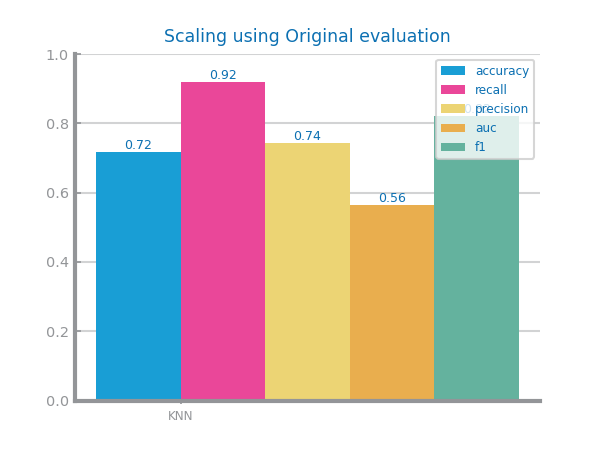 Scaling using Original evaluation
1.0
0.8
0.6
0.4
0.2
0.0
0.72
0.92
0.74
0.56
accuracy
recall
precision
auc
f1
KNN